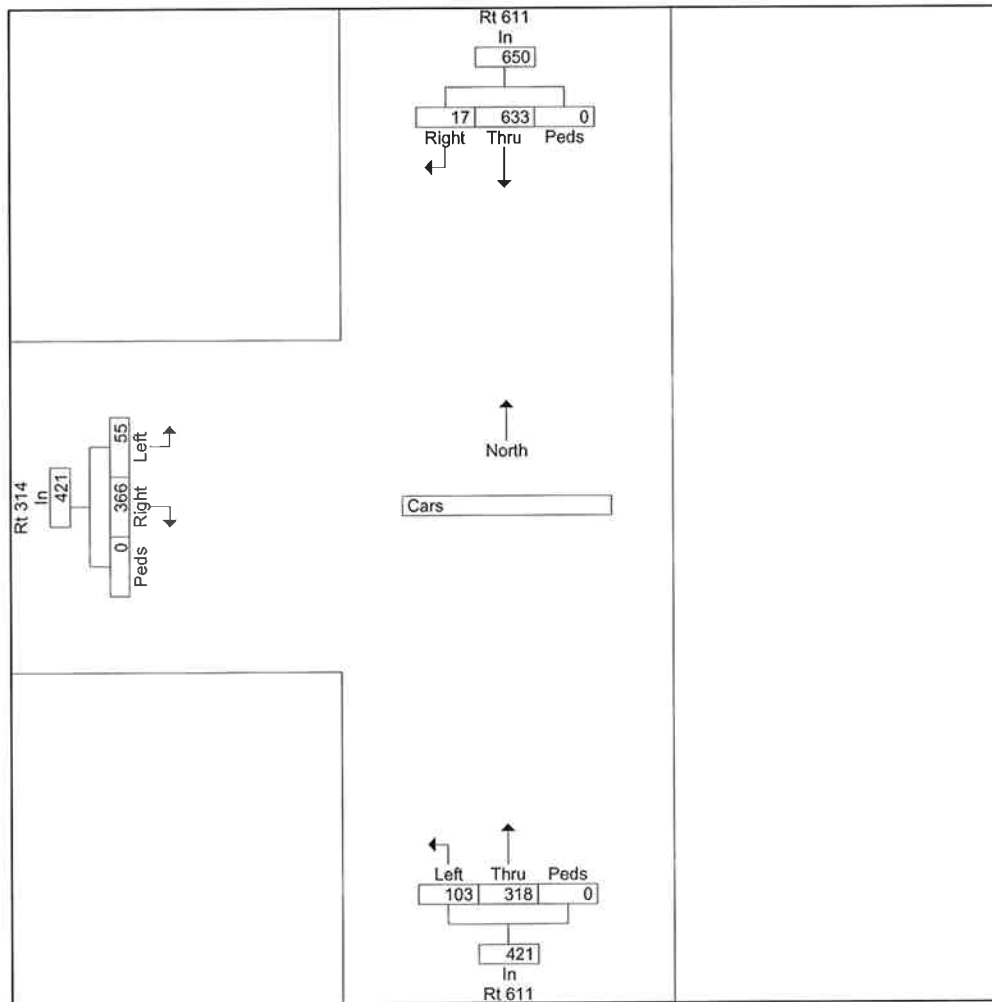 Rt 611
In
650
17 633 0
Right Thru Peds
Rt 314
In
421
55 366 0
Left Right Peds
North
Cars
Left Thru Peds
103 318 0
421
In
Rt 611